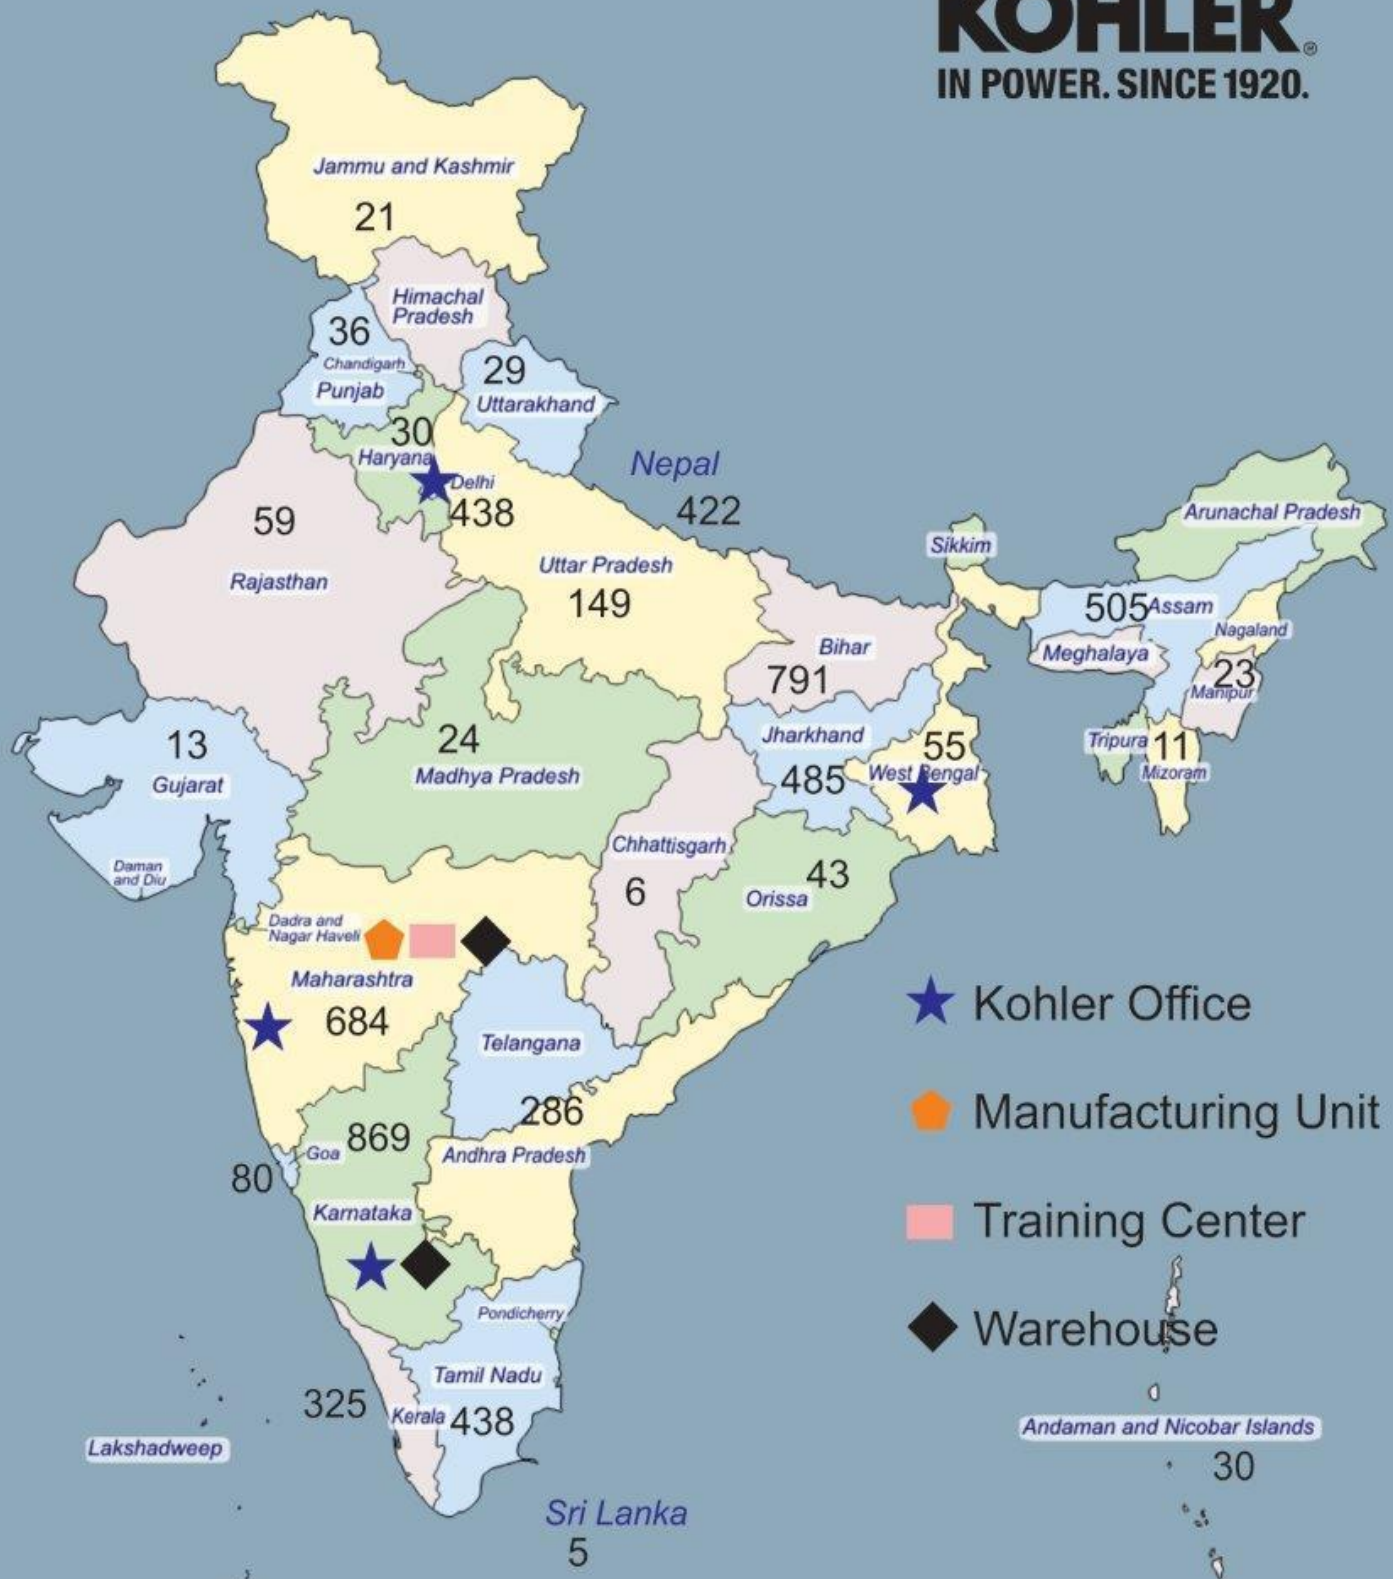 KOHLER®
IN POWER. SINCE 1920.
Jammu and Kashmir
21
Himachal
Pradesh
36
Chandigarh
Punjab
29
Uttarakhand
30
Haryana
Delhi
438
Nepal
422
59
Rajasthan
Uttar Pradesh
149
Sikkim
Arunachal Pradesh
505
Assam
Nagaland
Meghalaya
23
Manipur
Bihar
791
Jharkhand
485
55
West Bengal
Tripura
11
Mizoram
13
Gujarat
24
Madhya Pradesh
Daman
and Diu
Chhattisgarh
6
43
Orissa
Dadra and
Nagar Haveli
Maharashtra
684
Telangana
286
Andhra Pradesh
869
Goa
80
Karnataka
Pondicherry
Tamil Nadu
438
325
Kerala
Lakshadweep
Sri Lanka
5
Kohler Office
Manufacturing Unit
Training Center
Warehouse
Andaman and Nicobar Islands
30